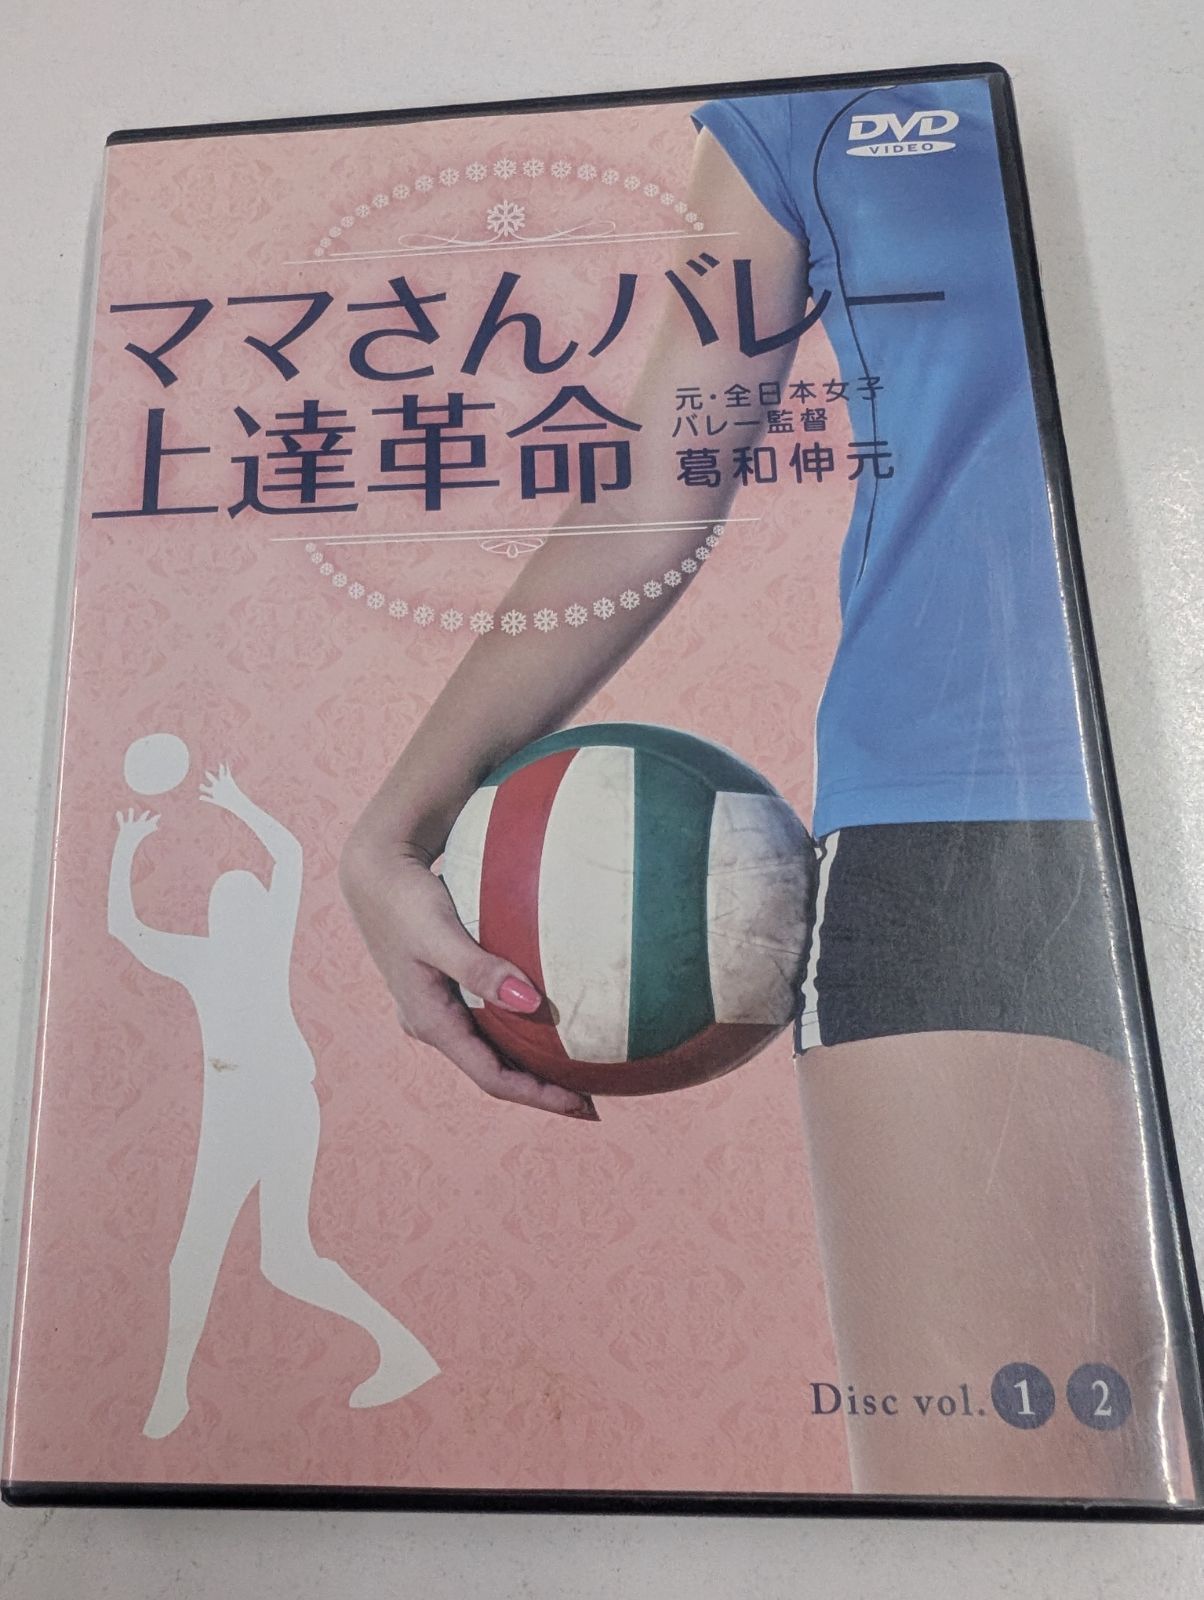 DVD
VIDEO
ママさんバレー
上達革命
元・全日本女子
バレー監督
葛和伸元
Disc vol. 1 2